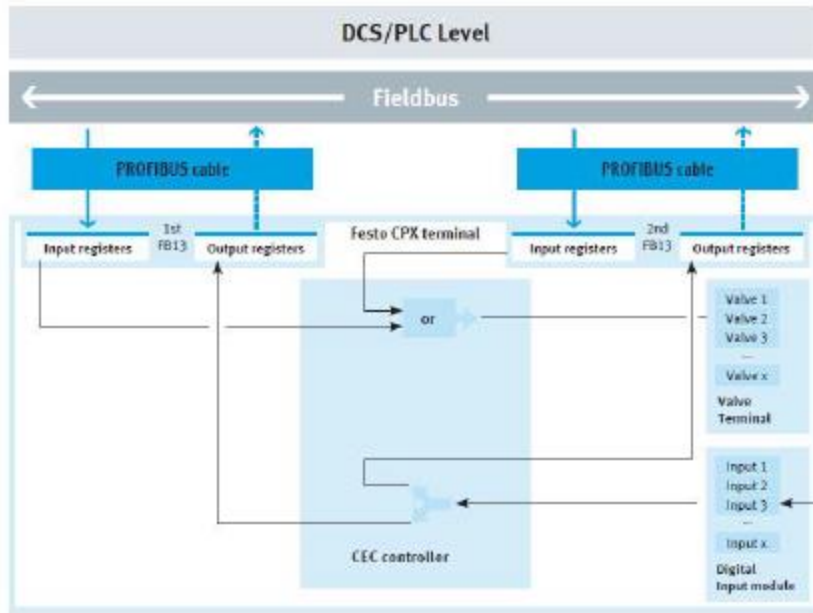 DCS/PLC Level
Fieldbus
PROFIBUS cable
PROFIBUS cable
Input registers
1st
FB13
Output registers
Festo CPX terminal
Input registers
2nd
FB13
Output registers
or
Valve 1
Valve 2
Valve 3
...
Valve x
Valve
Terminal
Input 1
Input 2
Input 3
...
Input x
Digital
Input module
CEC controller